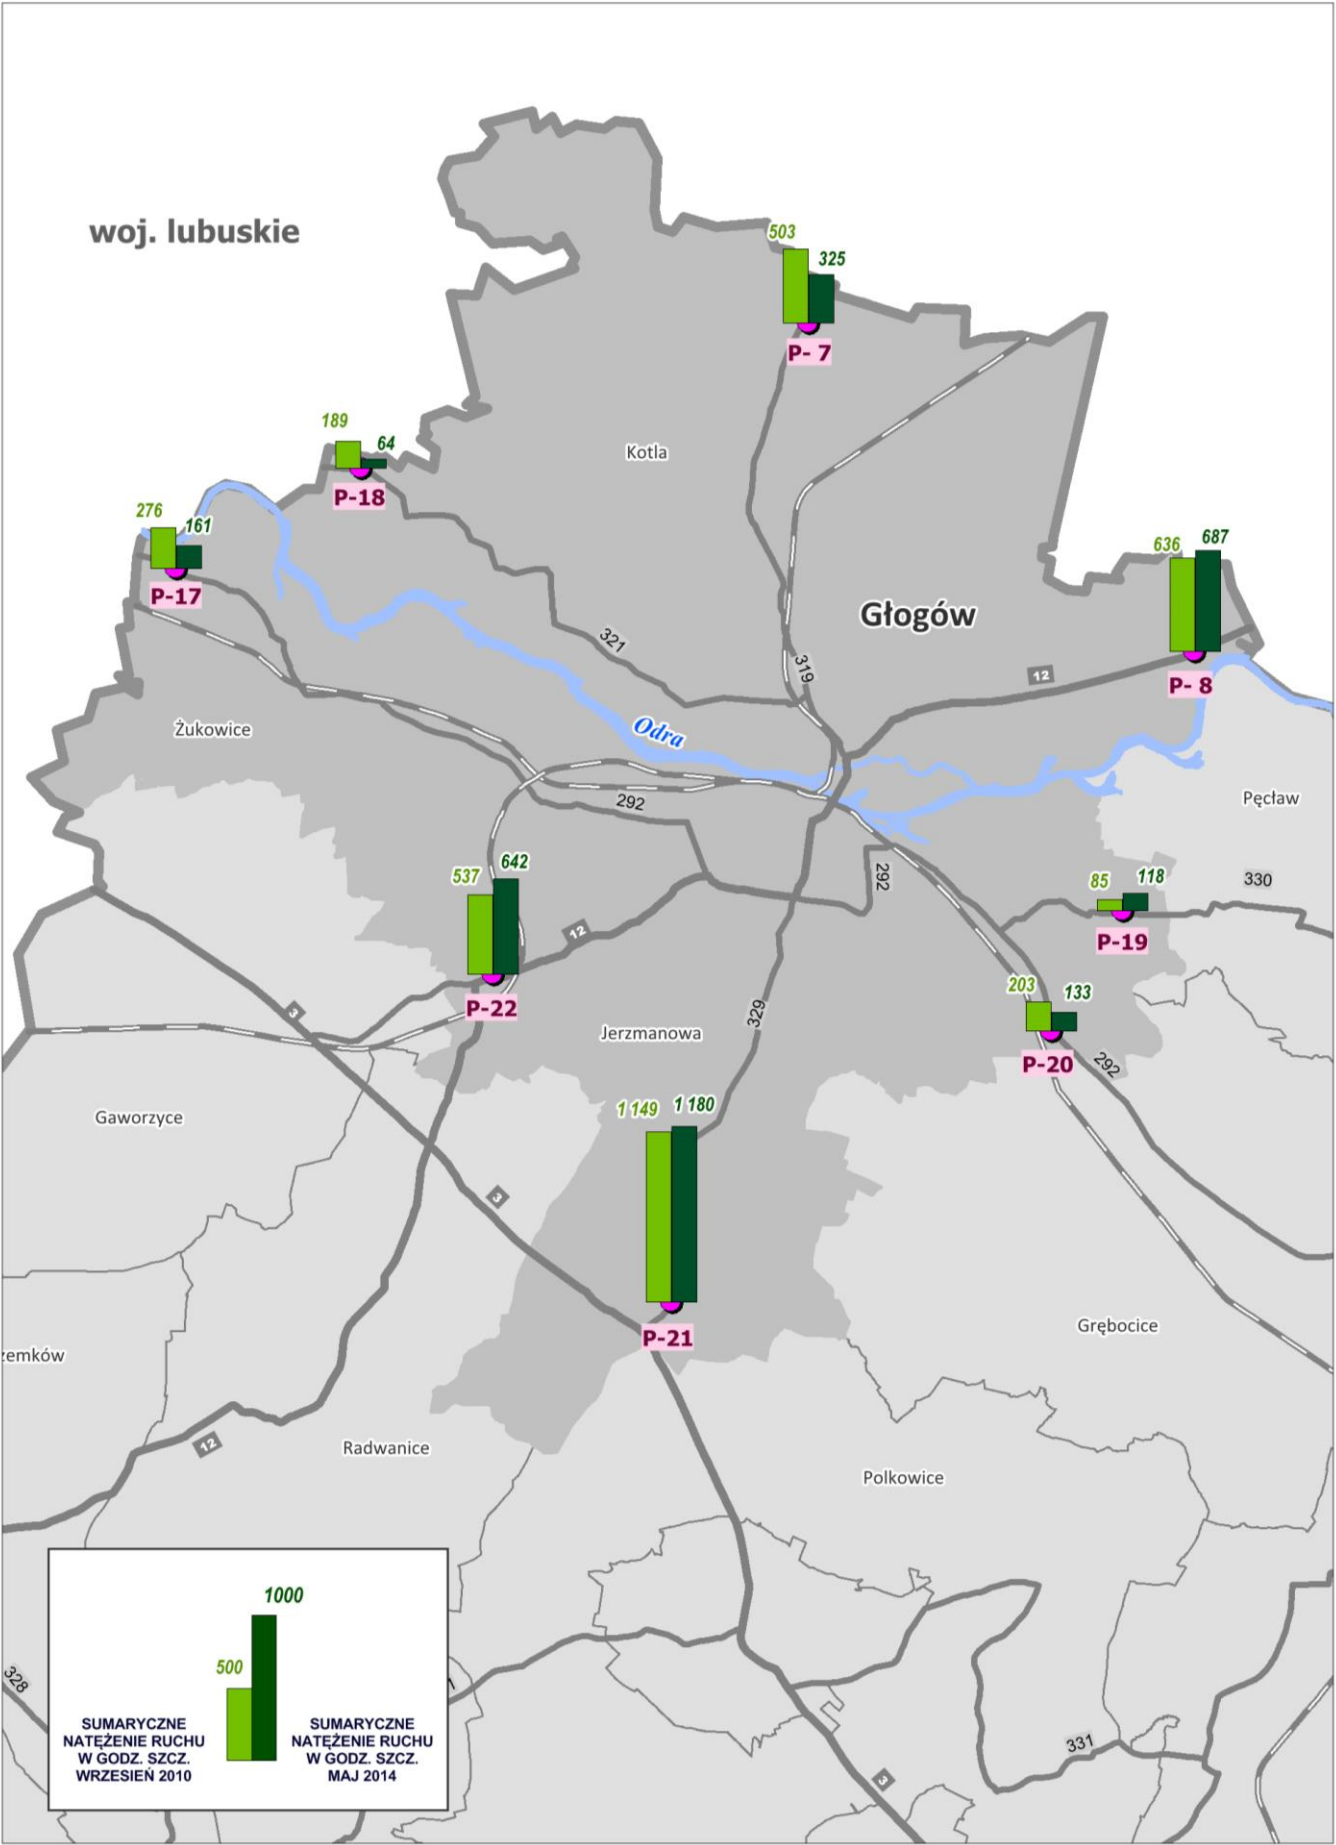 woj. lubuskie
503
325
P- 7
189
64
P-18
Kotla
276
161
P-17
636
687
P- 8
Głogów
321
319
12
Odra
Żukowice
292
Pęcław
537
642
P-22
12
292
85
118
P-19
330
203
133
P-20
292
3
Jerzmanowa
329
Gaworzyce
1 149
1 180
P-21
3
Grębocice
zemków
12
Radwanice
Polkowice
328
331
3
1000
500
SUMARYCZNE
NATĘŻENIE RUCHU
W GODZ. SZCZ.
WRZESIEŃ 2010
SUMARYCZNE
NATĘŻENIE RUCHU
W GODZ. SZCZ.
MAJ 2014